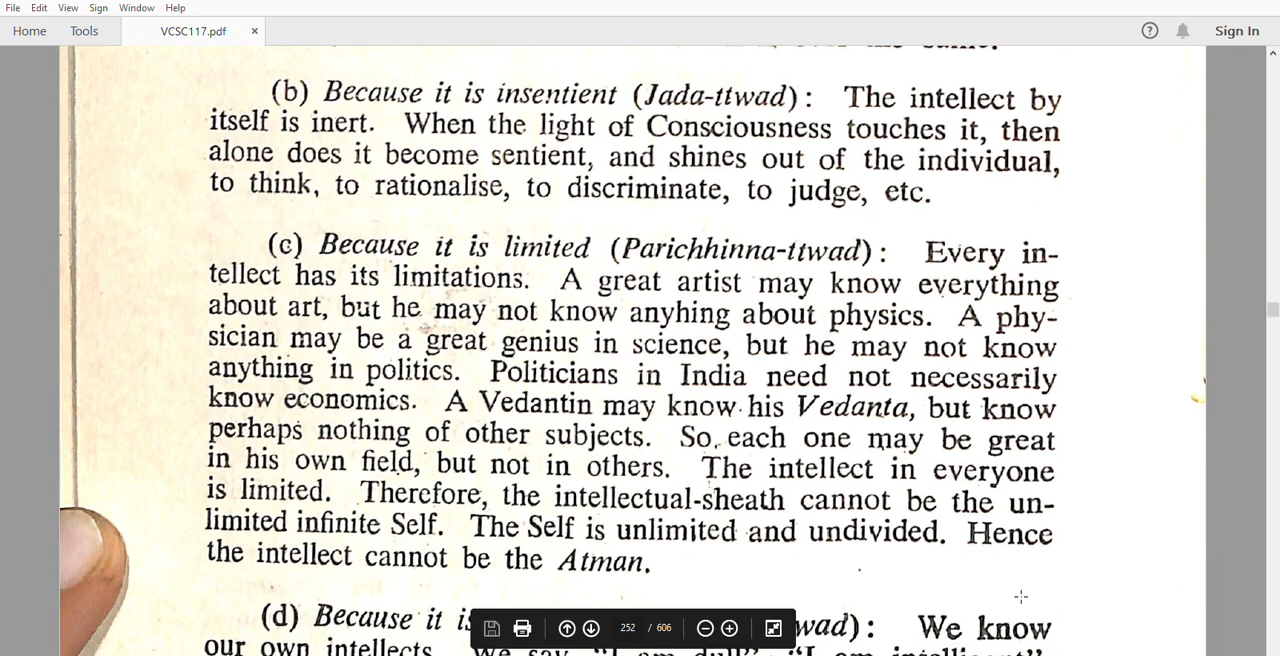 File Edit View Sign Window Help
Home Tools VCSC117.pdf × ? Sign In
same.
(b) Because it is insentient (Jada-ttwad): The intellect by
itself is inert. When the light of Consciousness touches it, then
alone does it become sentient, and shines out of the individual,
to think, to rationalise, to discriminate, to judge, etc.
(c) Because it is limited (Parichhinna-ttwad): Every in-
tellect has its limitations. A great artist may know everything
about art, but he may not know anyhing about physics. A phy-
sician may be a great genius in science, but he may not know
anything in politics. Politicians in India need not necessarily
know economics. A Vedantin may know his Vedanta, but know
perhaps nothing of other subjects. So each one may be great
in his own field, but not in others. The intellect in everyone
is limited. Therefore, the intellectual-sheath cannot be the un-
limited infinite Self. The Self is unlimited and undivided. Hence
the intellect cannot be the Atman.
(d) Because it is wad): We know
our own intellects. We say "I am dull", "I am intelligent"
252 / 606